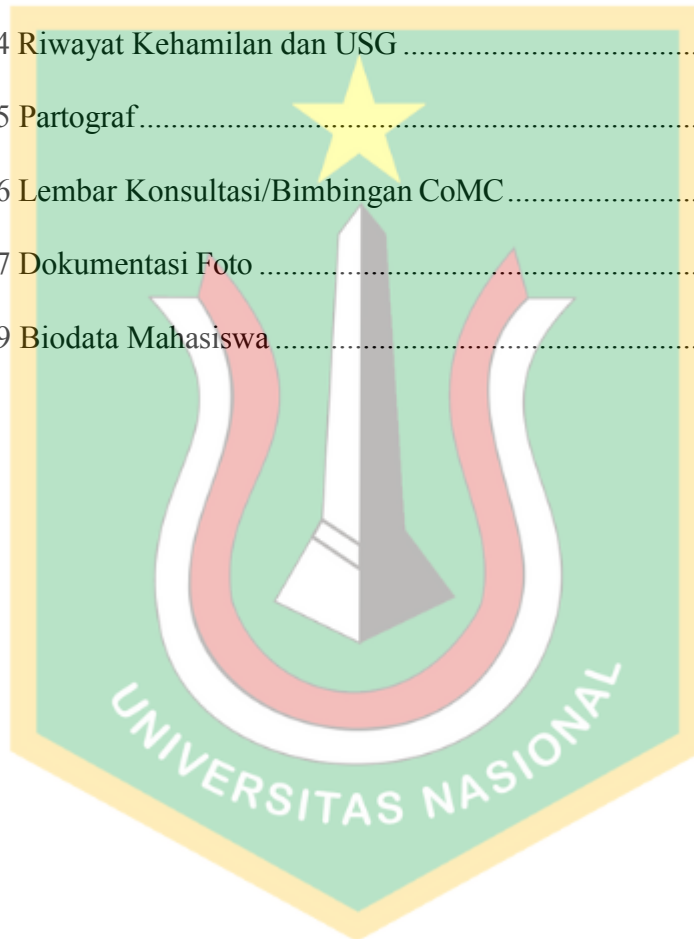 4 Riwayat Kehamilan dan USG ........................................
5 Partograf ........................................................................
6 Lembar Konsultasi/Bimbingan CoMC ........................
7 Dokumentasi Foto ........................................................
9 Biodata Mahasiswa ......................................................
UNIVERSITAS NASIONAL